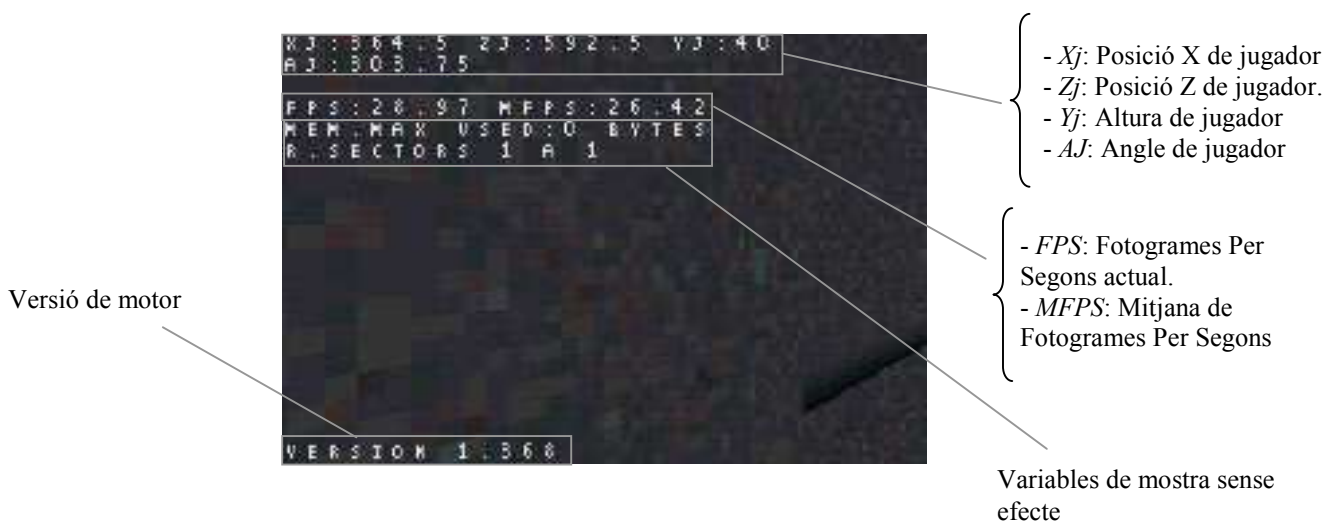 XJ:364.5 ZJ:592.5 YJ:40
AJ:303.75
FPS:28.97 MFPS:26.42
MEM.MAX USED:0 BYTES
R.SECTORS 1 A 1
VERSION 1.368
- Xj: Posició X de jugador
- Zj: Posició Z de jugador.
- Yj: Altura de jugador
- AJ: Angle de jugador
- FPS: Fotogrames Per
Segons actual.
- MFPS: Mitjana de
Fotogrames Per Segons
Versió de motor
Variables de mostra sense
efecte